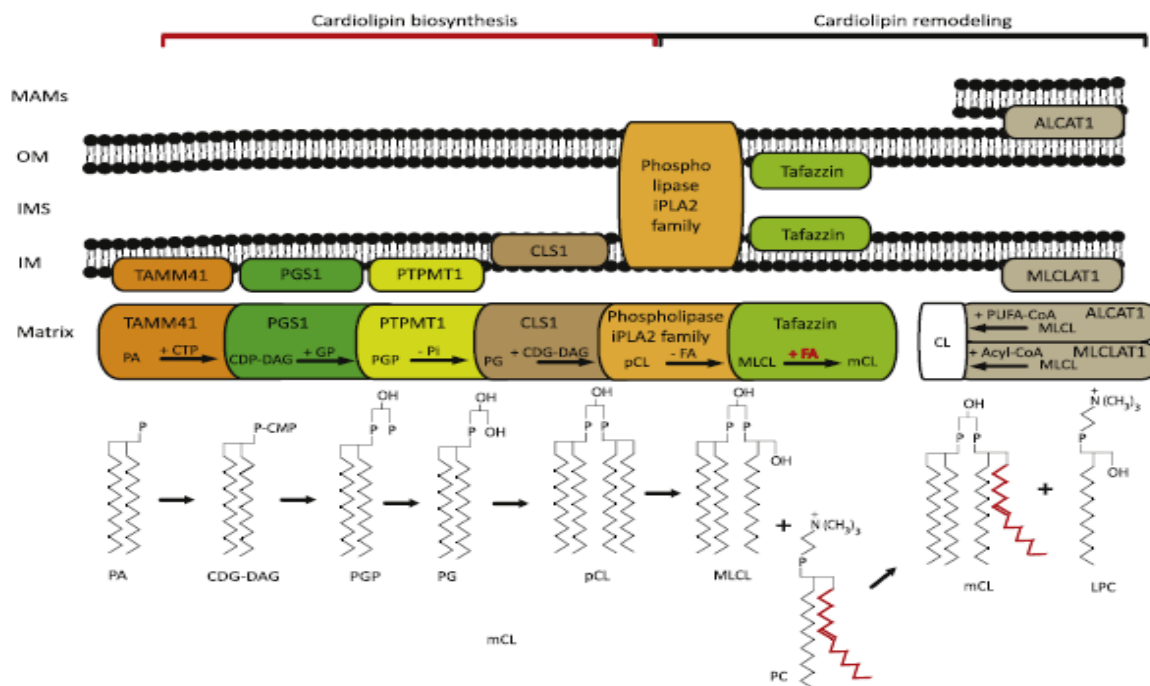 Cardiolipin biosynthesis
Cardiolipin remodeling
MAMs
ALCAT1
OM
Phospho
lipase
iPLA2
family
Tafazzin
IMS
Tafazzin
CLS1
IM
TAMM41
PGS1
PTPMT1
MLCLAT1
Matrix
TAMM41
PA + CTP
PGS1
CDP-DAG + GP
PTPMT1
PGP - Pi
CLS1
PG + CDG-DAG
Phospholipase
iPLA2 family
pCL - FA
Tafazzin
MLCL + FA mCL
CL
+ PUFA-CoA ALCAT1
MLCL
+ Acyl-CoA MLCLAT1
MLCL
P
PA
P-CMP
CDG-DAG
OH
P P
PGP
OH
P OH
PG
OH
P P
pCL
OH
P P
OH
MLCL
+
+
N(CH3)3
P
PC
OH
P P
mCL
+
+
N(CH3)3
P
OH
LPC
mCL